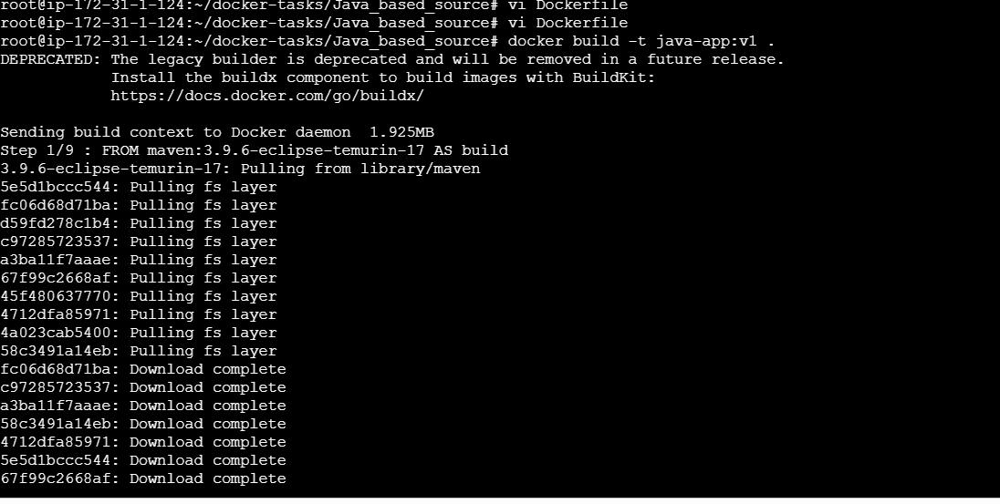 root@ip-172-31-1-124:~/docker-tasks/Java_based_source# vi Dockerfile
root@ip-172-31-1-124:~/docker-tasks/Java_based_source# vi Dockerfile
root@ip-172-31-1-124:~/docker-tasks/Java_based_source# docker build -t java-app:v1 .
DEPRECATED: The legacy builder is deprecated and will be removed in a future release.
            Install the buildx component to build images with BuildKit:
            https://docs.docker.com/go/buildx/

Sending build context to Docker daemon  1.925MB
Step 1/9 : FROM maven:3.9.6-eclipse-temurin-17 AS build
3.9.6-eclipse-temurin-17: Pulling from library/maven
5e5d1bccc544: Pulling fs layer
fc06d68d71ba: Pulling fs layer
d59fd278c1b4: Pulling fs layer
c97285723537: Pulling fs layer
a3ba11f7aaae: Pulling fs layer
67f99c2668af: Pulling fs layer
45f480637770: Pulling fs layer
4712dfa85971: Pulling fs layer
4a023cab5400: Pulling fs layer
58c3491a14eb: Pulling fs layer
fc06d68d71ba: Download complete
c97285723537: Download complete
a3ba11f7aaae: Download complete
58c3491a14eb: Download complete
4712dfa85971: Download complete
5e5d1bccc544: Download complete
67f99c2668af: Download complete